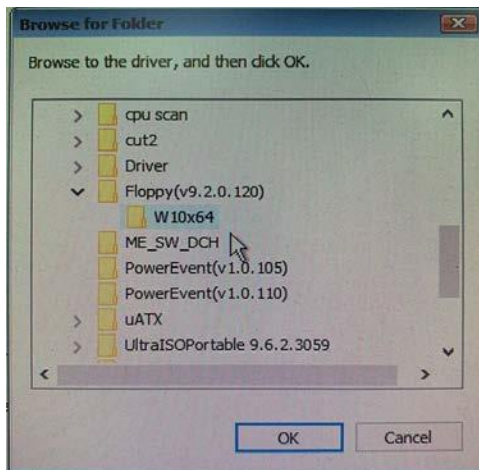 Browse for Folder
Browse to the driver, and then click OK.
cpu scan
cut2
Driver
Floppy(v9.2.0.120)
W10x64
ME_SW_DCH
PowerEvent(v1.0.105)
PowerEvent(v1.0.110)
uATX
UltraISOPortable 9.6.2.3059
OK
Cancel